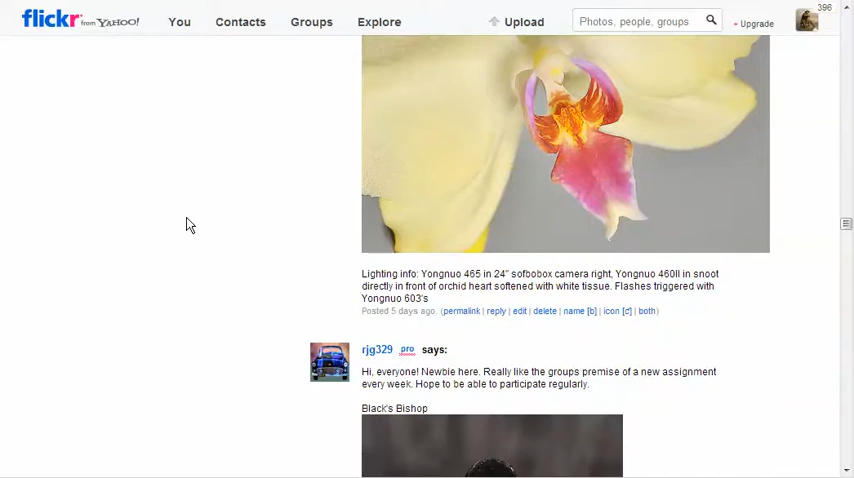 flickr from YAHOO! You Contacts Groups Explore Upload Photos, people, groups Upgrade 396
Lighting info: Yongnuo 465 in 24" sofbobox camera right, Yongnuo 460II in snoot
directly in front of orchid heart softened with white tissue. Flashes triggered with
Yongnuo 603's
Posted 5 days ago. (permalink | reply | edit | delete | name [b] | icon [c] | both)
rjg329 pro says:
Hi, everyone! Newbie here. Really like the groups premise of a new assignment
every week. Hope to be able to participate regularly.
Black's Bishop